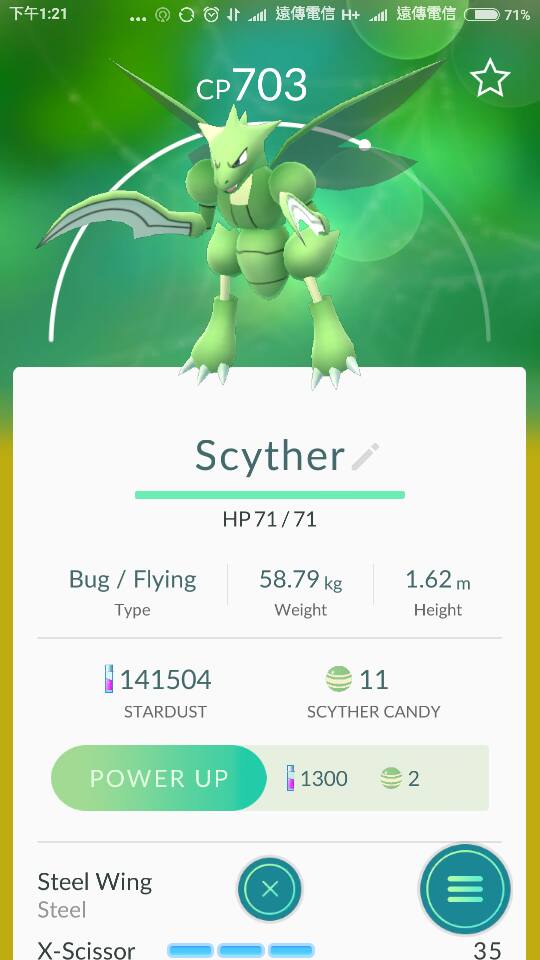 下午1:21 ... 遠傳電信 H+ 遠傳電信 71%
CP703
Scyther
HP 71 / 71
Bug / Flying 58.79 kg 1.62 m
Type Weight Height
141504 11
STARDUST SCYTHER CANDY
POWER UP 1300 2
Steel Wing
Steel
X-Scissor 35